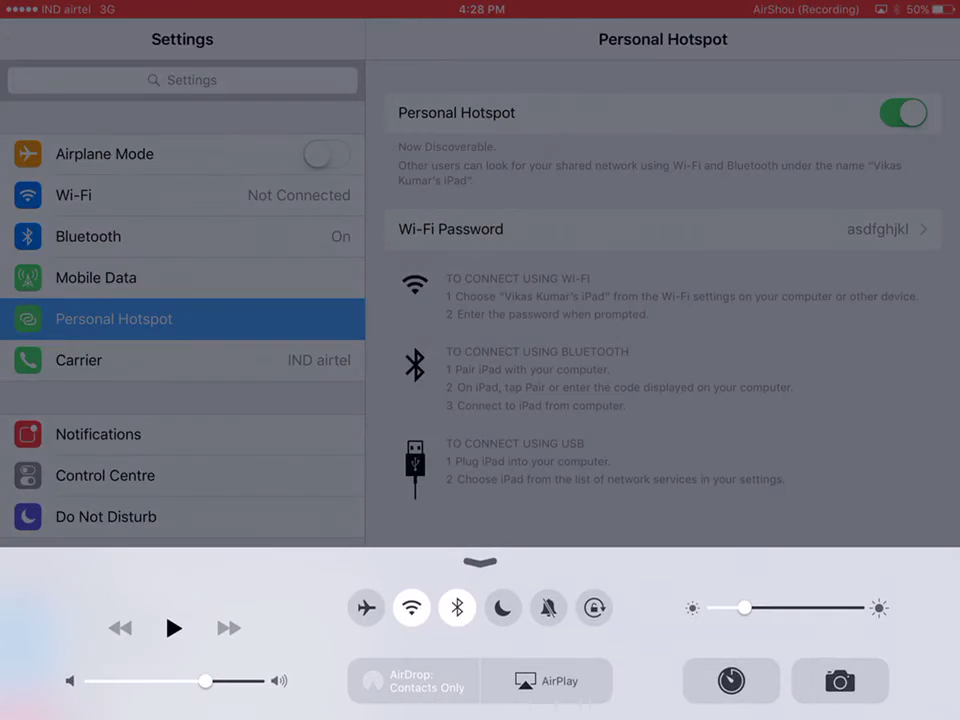 IND airtel 3G 4:28 PM AirShou (Recording) 50%
Settings
Personal Hotspot
Settings
Airplane Mode
Wi-Fi Not Connected
Bluetooth On
Mobile Data
Personal Hotspot
Carrier IND airtel
Notifications
Control Centre
Do Not Disturb
Personal Hotspot
Now Discoverable.
Other users can look for your shared network using Wi-Fi and Bluetooth under the name “Vikas
Kumar’s iPad”.
Wi-Fi Password asdfghjkl
TO CONNECT USING WI-FI
1 Choose “Vikas Kumar’s iPad” from the Wi-Fi settings on your computer or other device.
2 Enter the password when prompted.
TO CONNECT USING BLUETOOTH
1 Pair iPad with your computer.
2 On iPad, tap Pair or enter the code displayed on your computer.
3 Connect to iPad from computer.
TO CONNECT USING USB
1 Plug iPad into your computer.
2 Choose iPad from the list of network services in your settings.
AirDrop:
Contacts Only
AirPlay